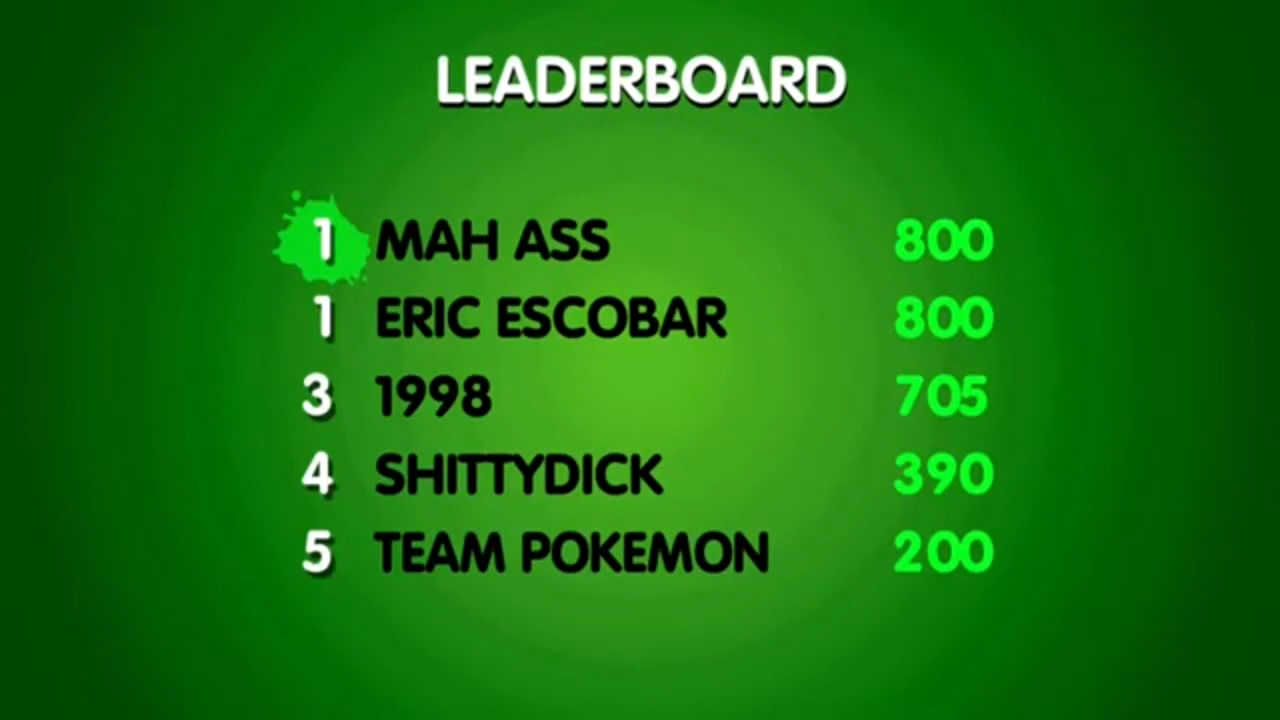 LEADERBOARD
1 MAH ASS 800
1 ERIC ESCOBAR 800
3 1998 705
4 SHITTYDICK 390
5 TEAM POKEMON 200